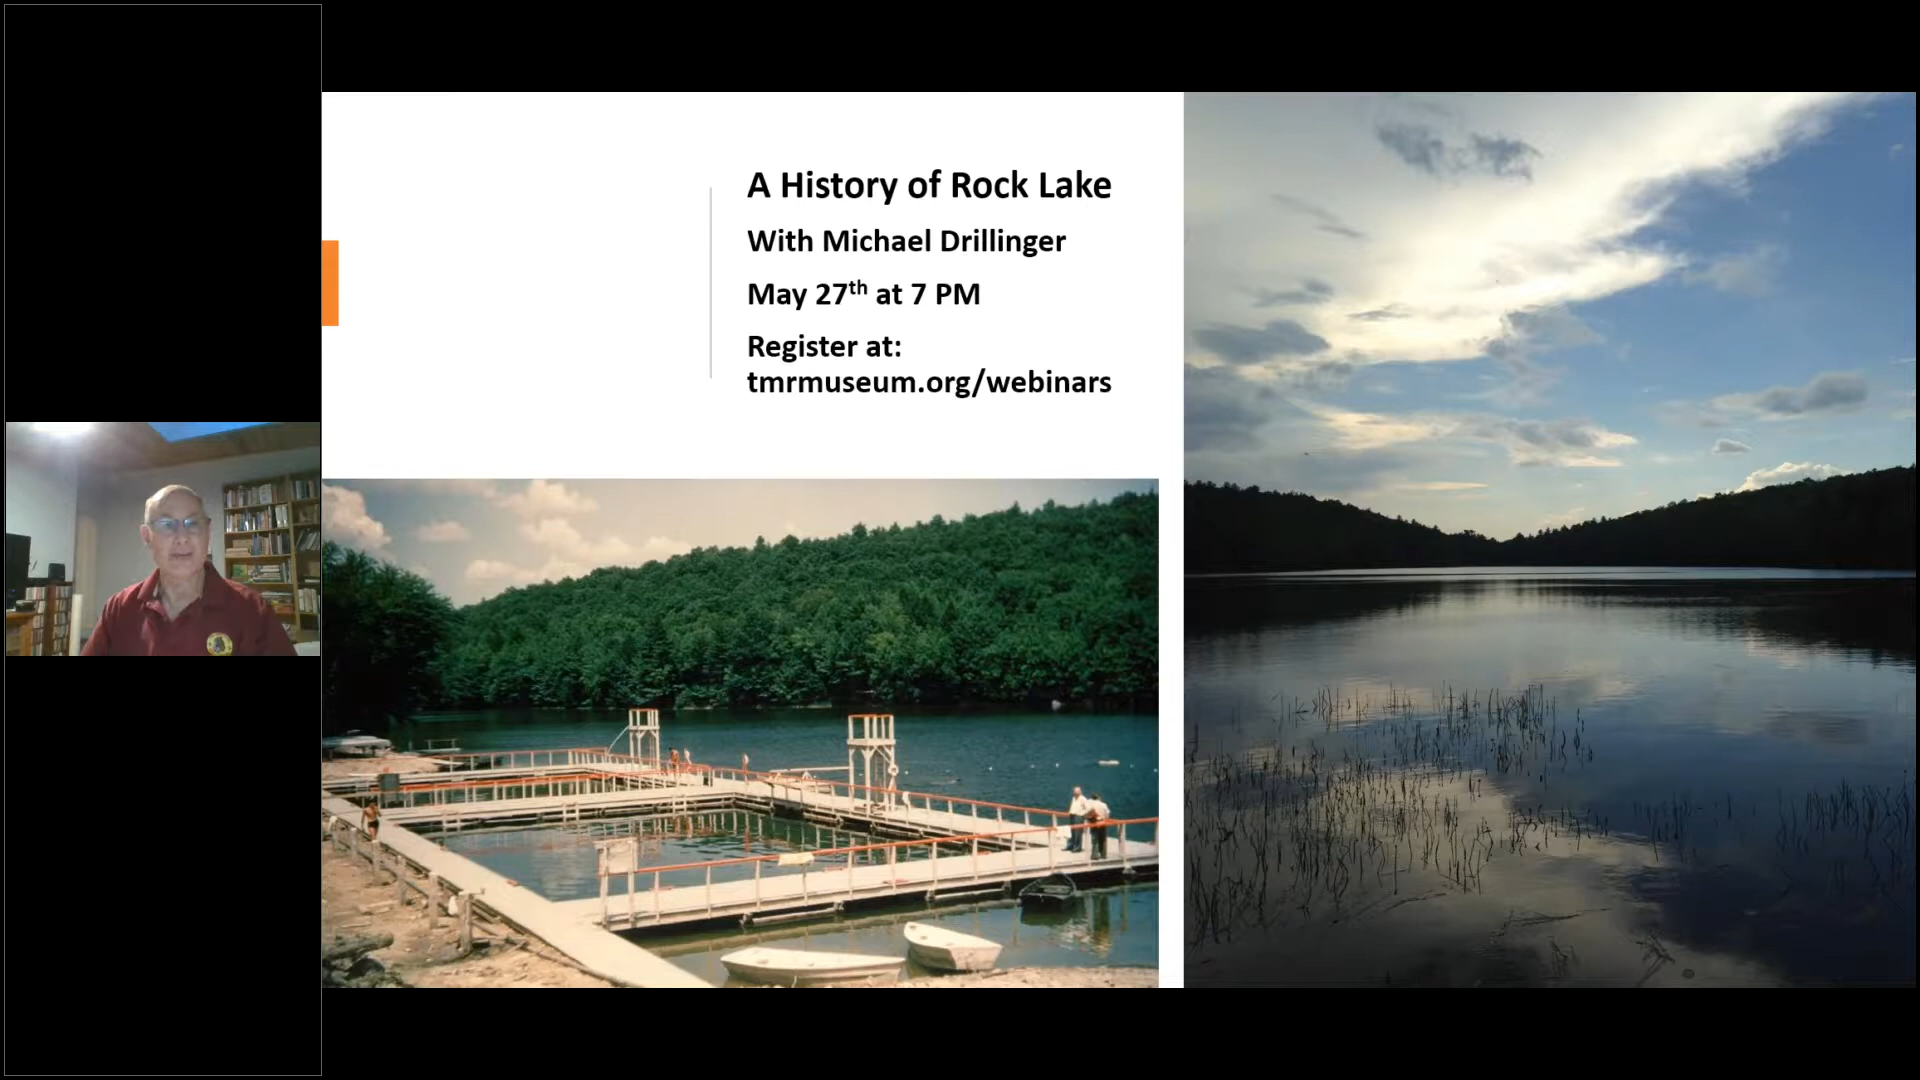 A History of Rock Lake
With Michael Drillinger
May 27th at 7 PM
Register at:
tmrmuseum.org/webinars